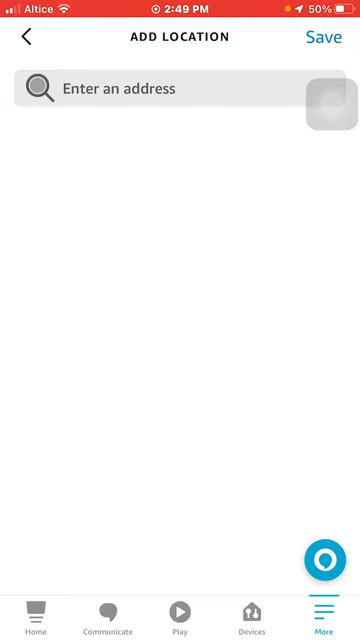 Altice 2:49 PM 50%
ADD LOCATION Save
Enter an address
Home Communicate Play Devices More